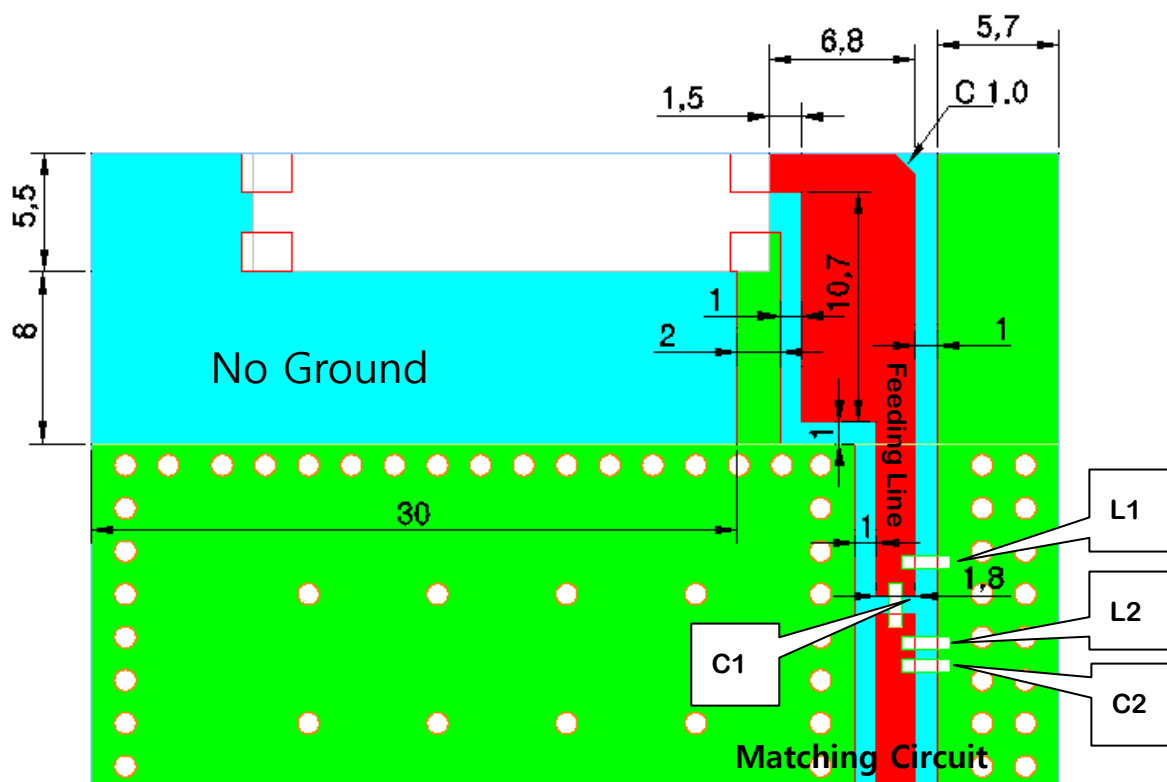 5,7
6,8
1,5
C 1.0
5,5
10,7
8
1
2
1
No Ground
Feeding Line
1
30
1
L1
1,8
L2
C1
C2
Matching Circuit